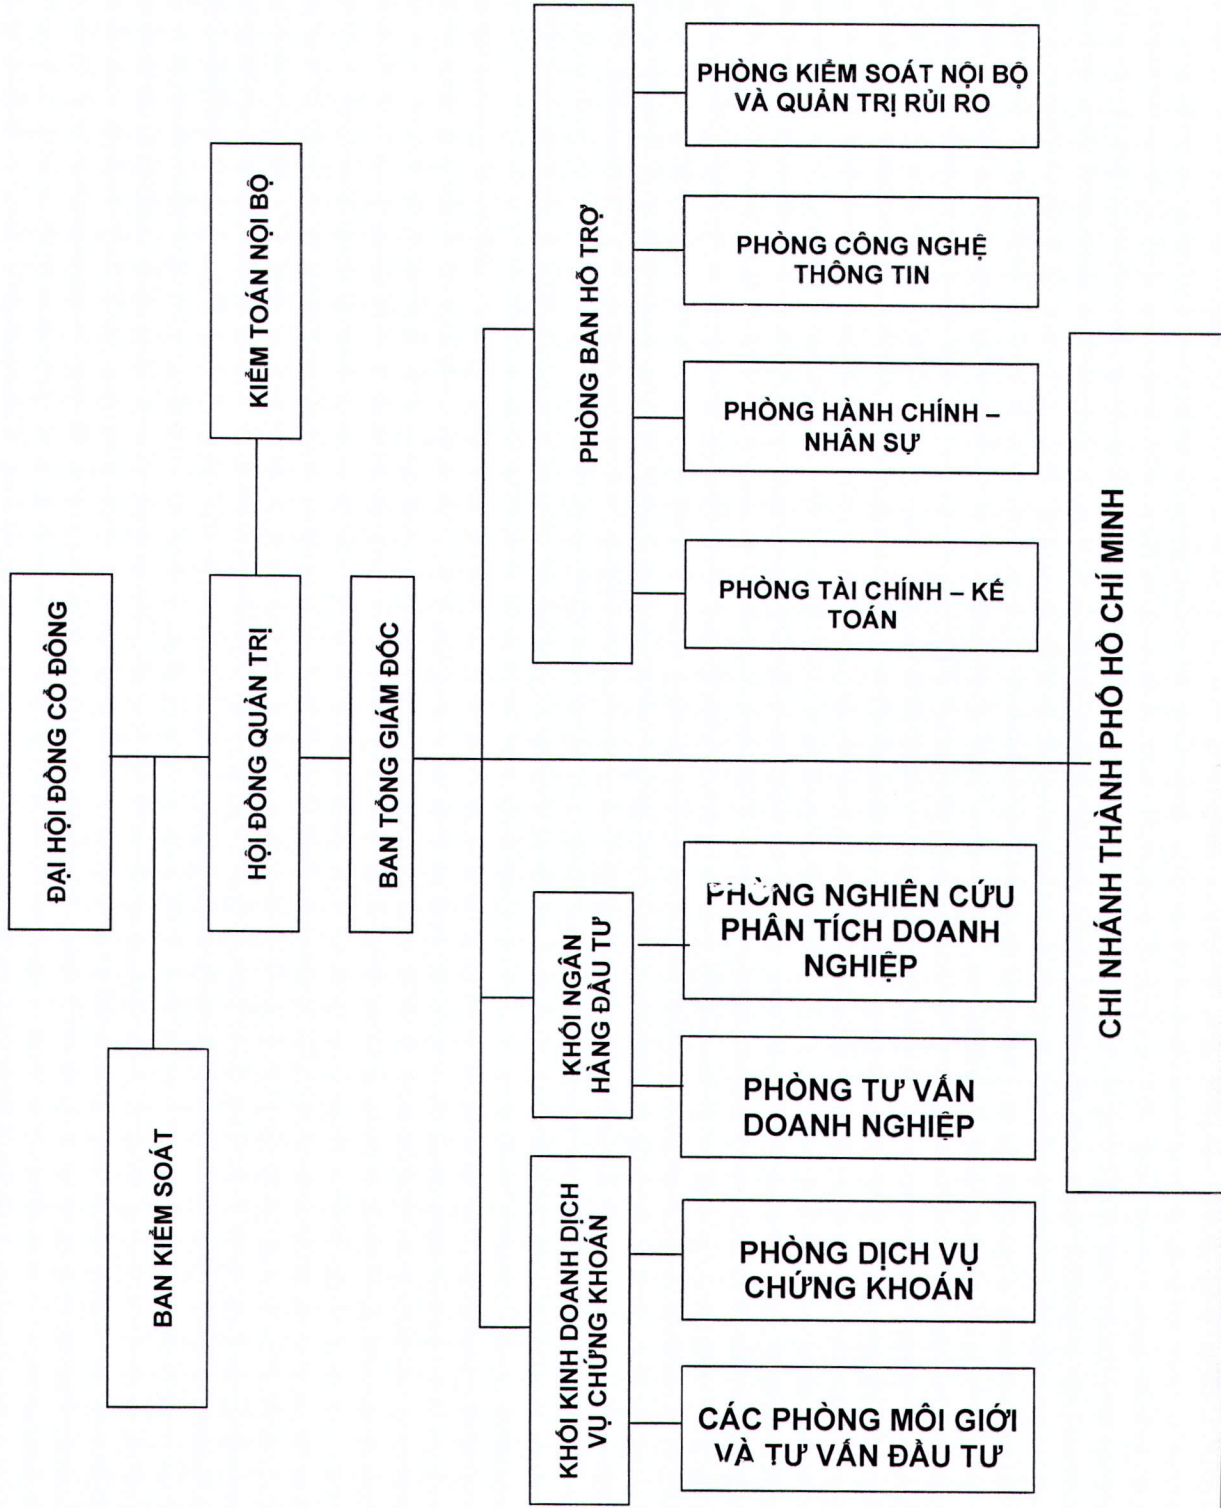 ĐẠI HỘI ĐỒNG CỔ ĐÔNG
BAN KIỂM SOÁT
HỘI ĐỒNG QUẢN TRỊ
KIỂM TOÁN NỘI BỘ
BAN TỔNG GIÁM ĐỐC
KHỐI KINH DOANH DỊCH
VỤ CHỨNG KHOÁN
KHỐI NGÂN
HÀNG ĐẦU TƯ
PHÒNG BAN HỖ TRỢ
CÁC PHÒNG MÔI GIỚI
VÀ TƯ VẤN ĐẦU TƯ
PHÒNG DỊCH VỤ
CHỨNG KHOÁN
PHÒNG TƯ VẤN
DOANH NGHIỆP
PHÒNG NGHIÊN CỨU
PHÂN TÍCH DOANH
NGHIỆP
PHÒNG TÀI CHÍNH – KẾ
TOÁN
PHÒNG HÀNH CHÍNH –
NHÂN SỰ
PHÒNG CÔNG NGHỆ
THÔNG TIN
PHÒNG KIỂM SOÁT NỘI BỘ
VÀ QUẢN TRỊ RỦI RO
CHI NHÁNH THÀNH PHỐ HỒ CHÍ MINH